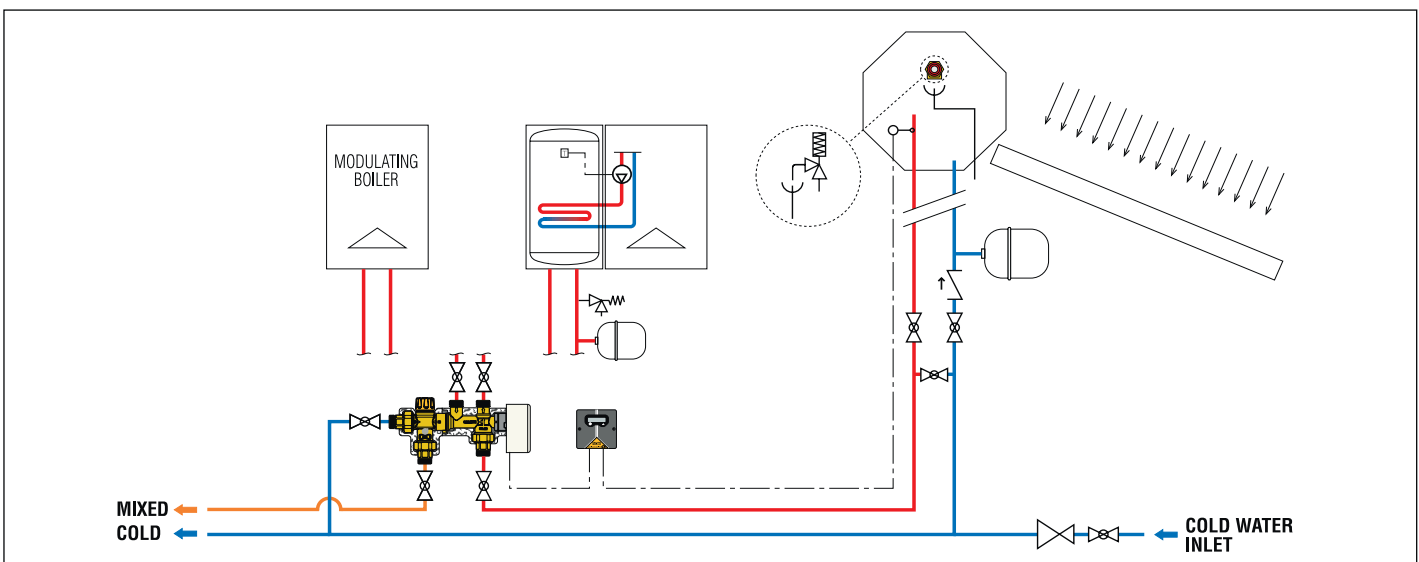 MODULATING
BOILER
MIXED
COLD
COLD WATER
INLET